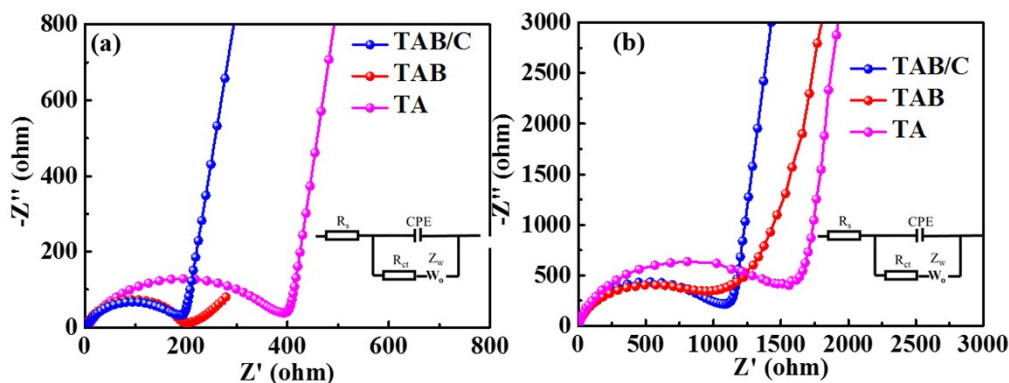 (a)
TAB/C
TAB
TA
-Z'' (ohm)
800
600
400
200
0
0 200 400 600 800
Z' (ohm)
R_s
CPE
R_ct
Z_w
W_o
(b)
TAB/C
TAB
TA
-Z'' (ohm)
3000
2500
2000
1500
1000
500
0
0 500 1000 1500 2000 2500 3000
Z' (ohm)
R_s
CPE
R_ct
Z_w
W_o